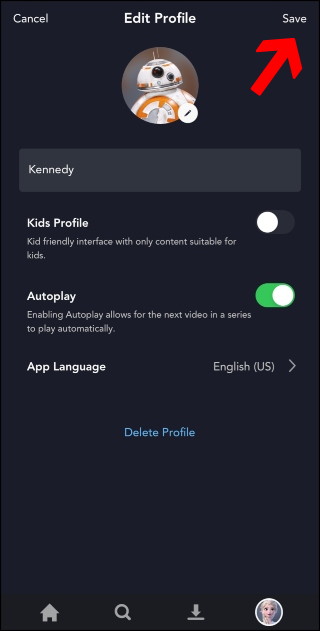 Cancel Edit Profile Save
Kennedy
Kids Profile
Kid friendly interface with only content suitable for
kids.
Autoplay
Enabling Autoplay allows for the next video in a series
to play automatically.
App Language English (US)
Delete Profile